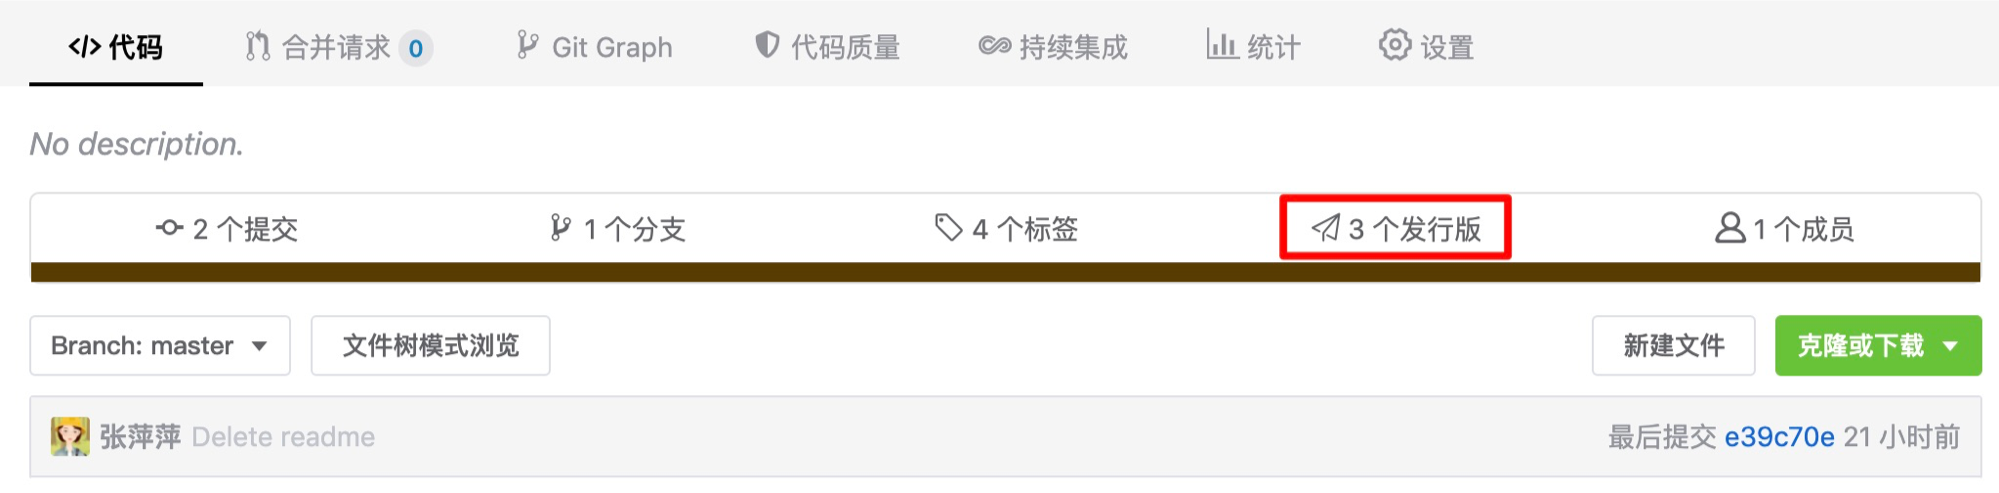 </> 代码 合并请求 0 Git Graph 代码质量 持续集成 统计 设置
No description.
2 个提交 1 个分支 4 个标签 3 个发行版 1 个成员
Branch: master 文件树模式浏览 新建文件 克隆或下载
张萍萍 Delete readme 最后提交 e39c70e 21 小时前